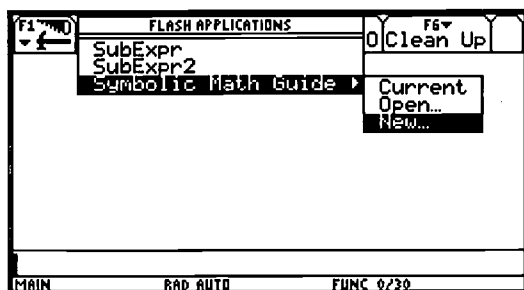 F1 FLASH APPLICATIONS F6
O Clean Up
SubExpr
SubExpr2
Symbolic Math Guide
Current
Open…
New…
MAIN RAD AUTO FUNC 0/30